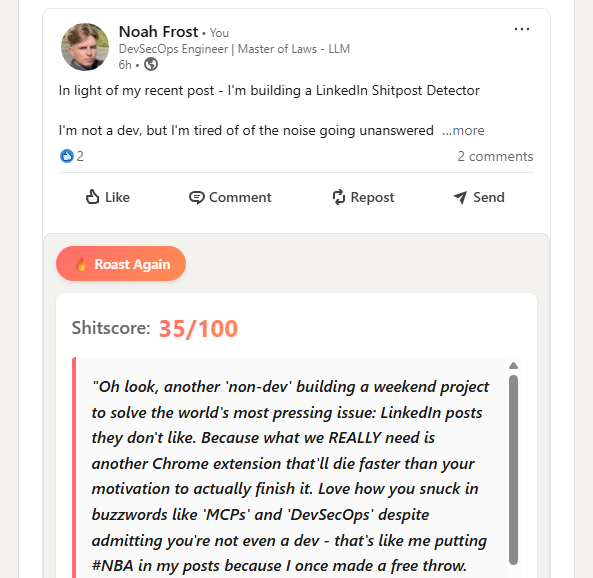 Noah Frost • You
DevSecOps Engineer | Master of Laws - LLM
6h •
In light of my recent post - I'm building a LinkedIn Shitpost Detector
I'm not a dev, but I'm tired of of the noise going unanswered ...more
2
2 comments
Like
Comment
Repost
Send
🔥 Roast Again
Shitscore: 35/100
"Oh look, another 'non-dev' building a weekend project
to solve the world's most pressing issue: LinkedIn posts
they don't like. Because what we REALLY need is
another Chrome extension that'll die faster than your
motivation to actually finish it. Love how you snuck in
buzzwords like 'MCPs' and 'DevSecOps' despite
admitting you're not even a dev - that's like me putting
#NBA in my posts because I once made a free throw.